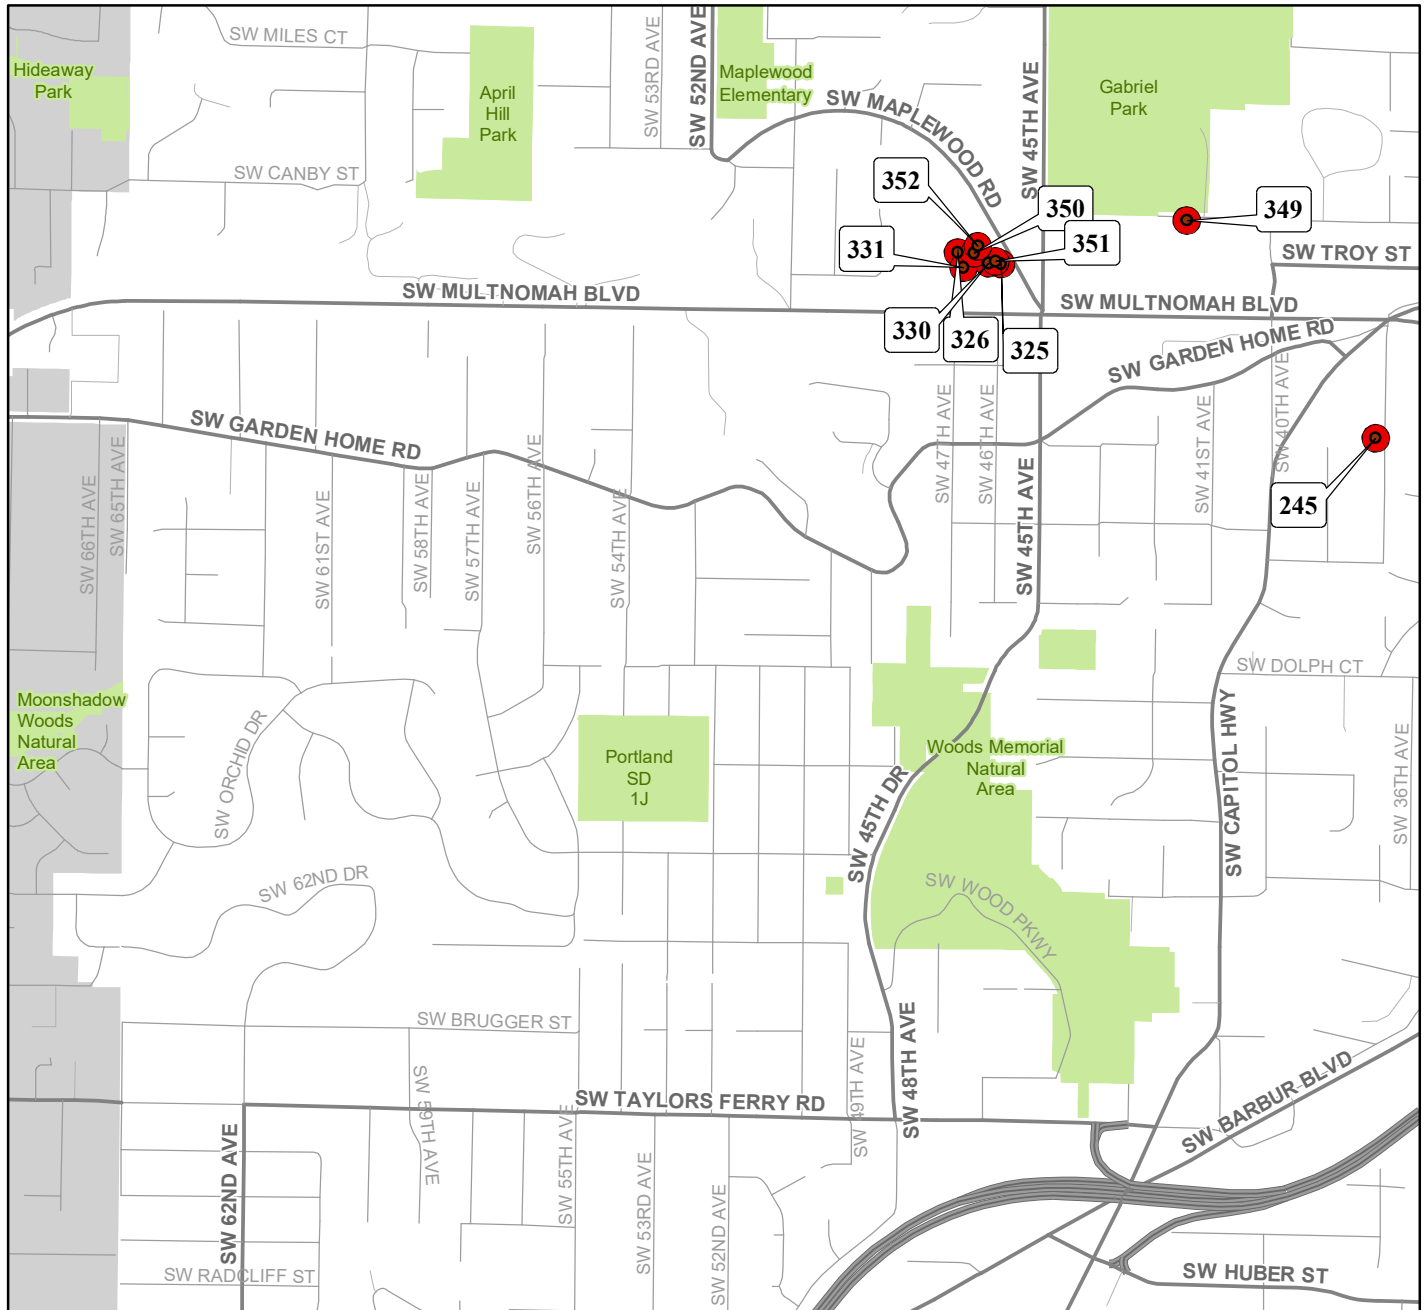 SW MILES CT
SW 53RD AVE
SW 52ND AVE
Hideaway
Park
April
Hill
Park
Maplewood
Elementary
SW MAPLEWOOD RD
SW 45TH AVE
Gabriel
Park
SW CANBY ST
352
350
349
351
331
SW TROY ST
SW MULTNOMAH BLVD
SW MULTNOMAH BLVD
330
326
325
SW GARDEN HOME RD
SW GARDEN HOME RD
SW 47TH AVE
SW 46TH AVE
SW 41ST AVE
SW 40TH AVE
245
SW 66TH AVE
SW 65TH AVE
SW 61ST AVE
SW 58TH AVE
SW 57TH AVE
SW 56TH AVE
SW 54TH AVE
SW 45TH AVE
SW DOLPH CT
Moonshadow
Woods
Natural
Area
SW ORCHID DR
Portland
SD
1J
Woods Memorial
Natural
Area
SW 45TH DR
SW CAPITOL HWY
SW 36TH AVE
SW 62ND DR
SW WOOD PKWY
SW BRUGGER ST
SW 59TH AVE
SW 49TH AVE
SW 48TH AVE
SW TAYLORS FERRY RD
SW BARBUR BLVD
SW 62ND AVE
SW 55TH AVE
SW 53RD AVE
SW 52ND AVE
SW RADCLIFF ST
SW HUBER ST